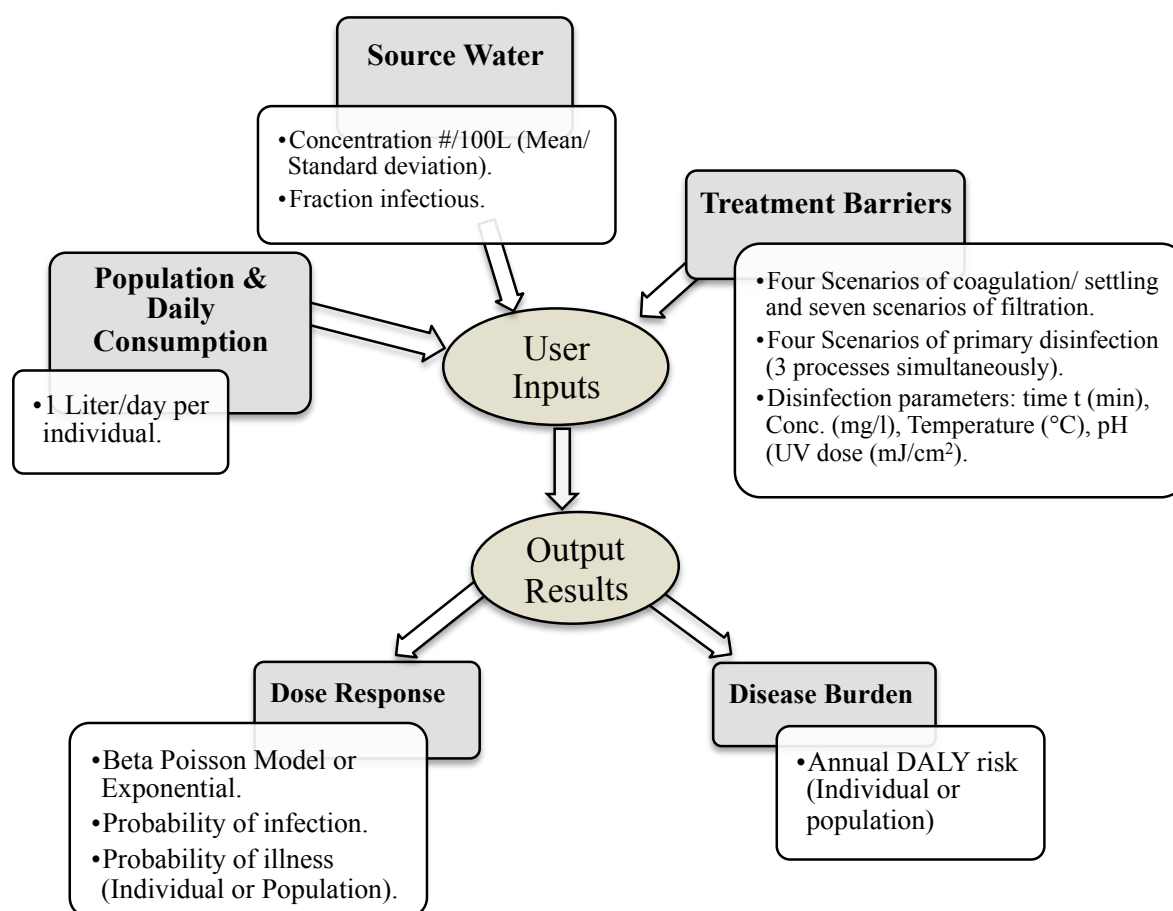 Source Water
•Concentration #/100L (Mean/
Standard deviation).
•Fraction infectious.
Treatment Barriers
•Four Scenarios of coagulation/ settling
and seven scenarios of filtration.
•Four Scenarios of primary disinfection
(3 processes simultaneously).
•Disinfection parameters: time t (min),
Conc. (mg/l), Temperature (°C), pH
(UV dose (mJ/cm²).
Population &
Daily
Consumption
•1 Liter/day per
individual.
User
Inputs
Output
Results
Dose Response
•Beta Poisson Model or
Exponential.
•Probability of infection.
•Probability of illness
(Individual or Population).
Disease Burden
•Annual DALY risk
(Individual or
population)